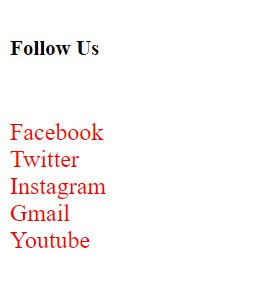 Follow Us
Facebook
Twitter
Instagram
Gmail
Youtube